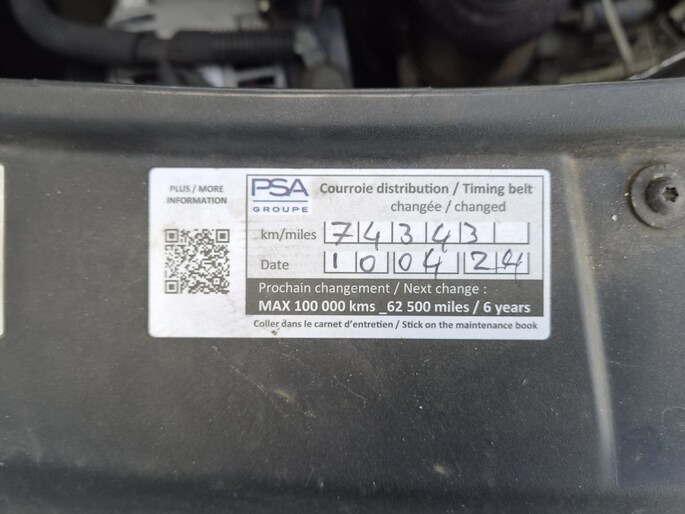 PLUS / MORE
INFORMATION
PSA
GROUPE
Courroie distribution / Timing belt
changée / changed
km/miles 74343
Date 10 04 24
Prochain changement / Next change :
MAX 100 000 kms _62 500 miles / 6 years
Coller dans le carnet d'entretien / Stick on the maintenance book